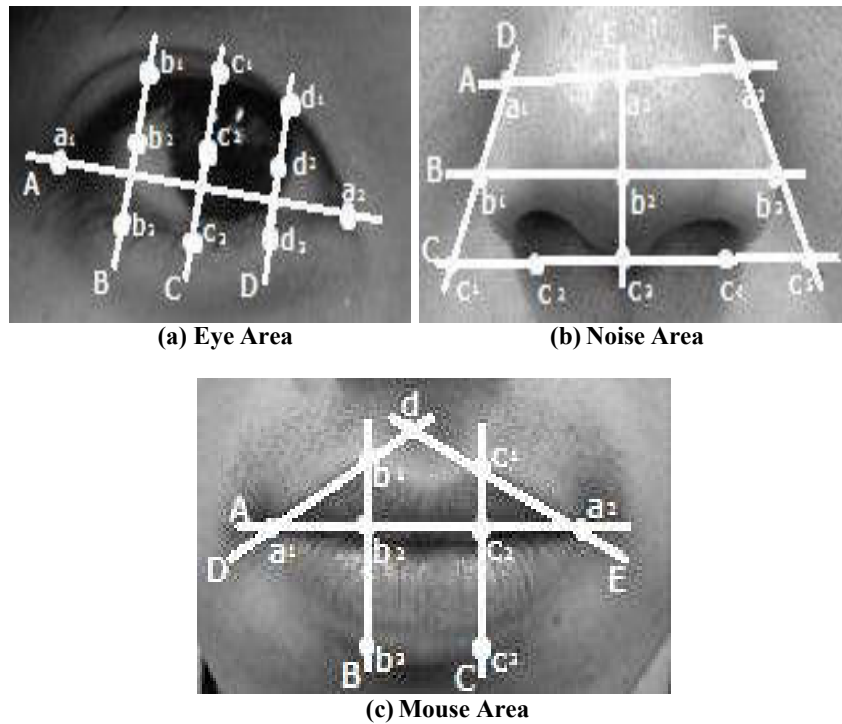 b1 c1 d1
a1 b2 c2 d2
A a2
b3 c3 d3
B C D
D E F
A a1 a2 a3
B b1 b2 b3
C c1 c2 c3 c4 c5
(a) Eye Area
(b) Noise Area
d
b1 c1
A a1 b2 c2 a2
D E
B b3 C c3
(c) Mouse Area